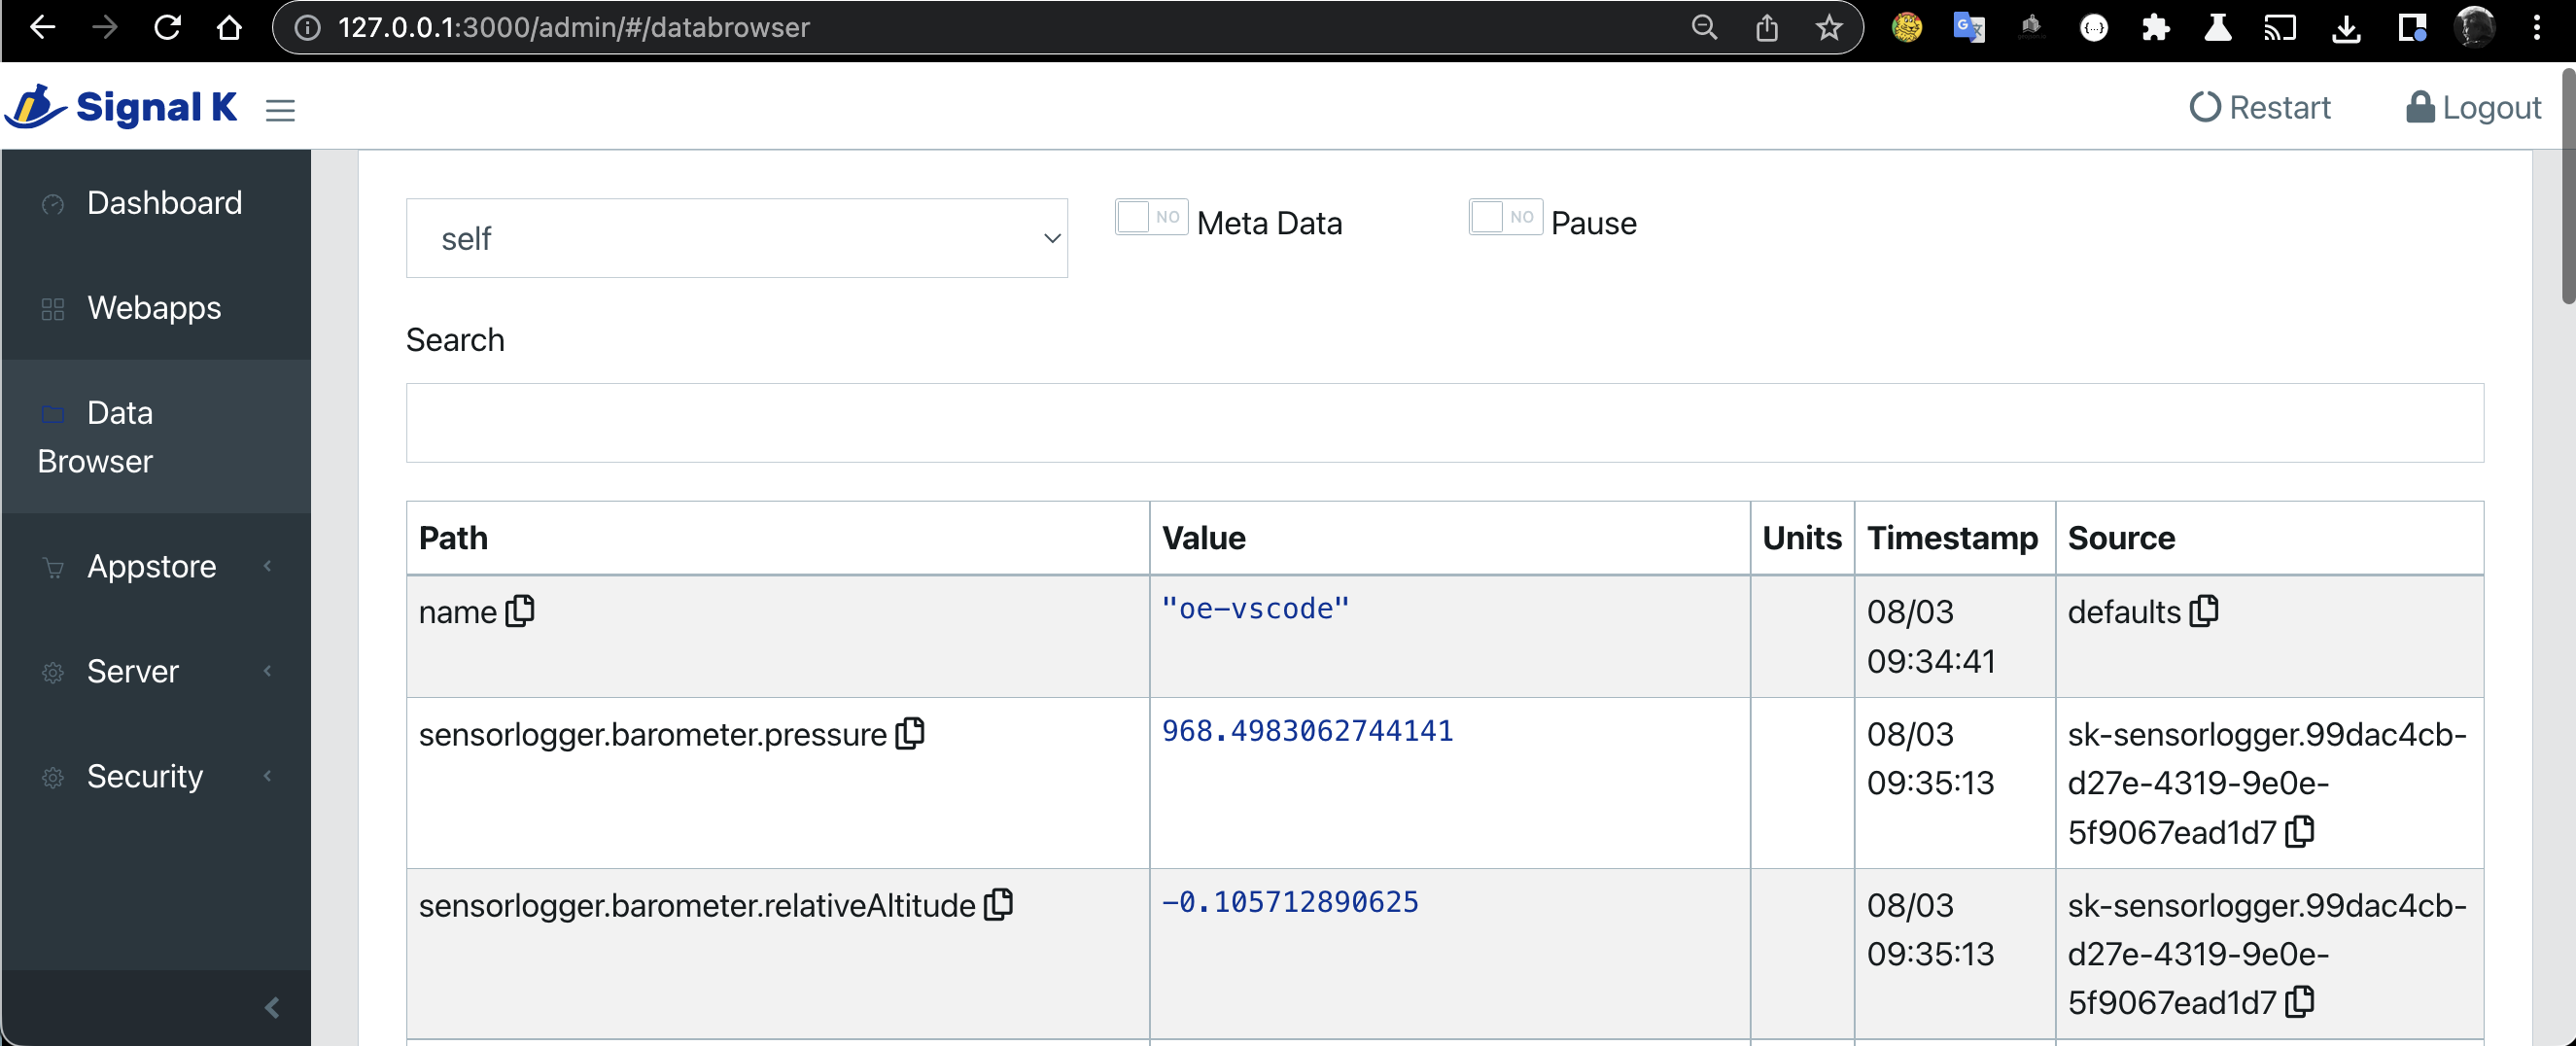 127.0.0.1:3000/admin/#/databrowser
Signal K
Restart
Logout
Dashboard
Webapps
Data
Browser
Appstore
Server
Security
self
NO Meta Data
NO Pause
Search
Path Value Units Timestamp Source
name "oe-vscode" 08/03 defaults
09:34:41
sensorlogger.barometer.pressure 968.4983062744141 08/03 sk-sensorlogger.99dac4cb-
09:35:13 d27e-4319-9e0e-
5f9067ead1d7
sensorlogger.barometer.relativeAltitude -0.105712890625 08/03 sk-sensorlogger.99dac4cb-
09:35:13 d27e-4319-9e0e-
5f9067ead1d7